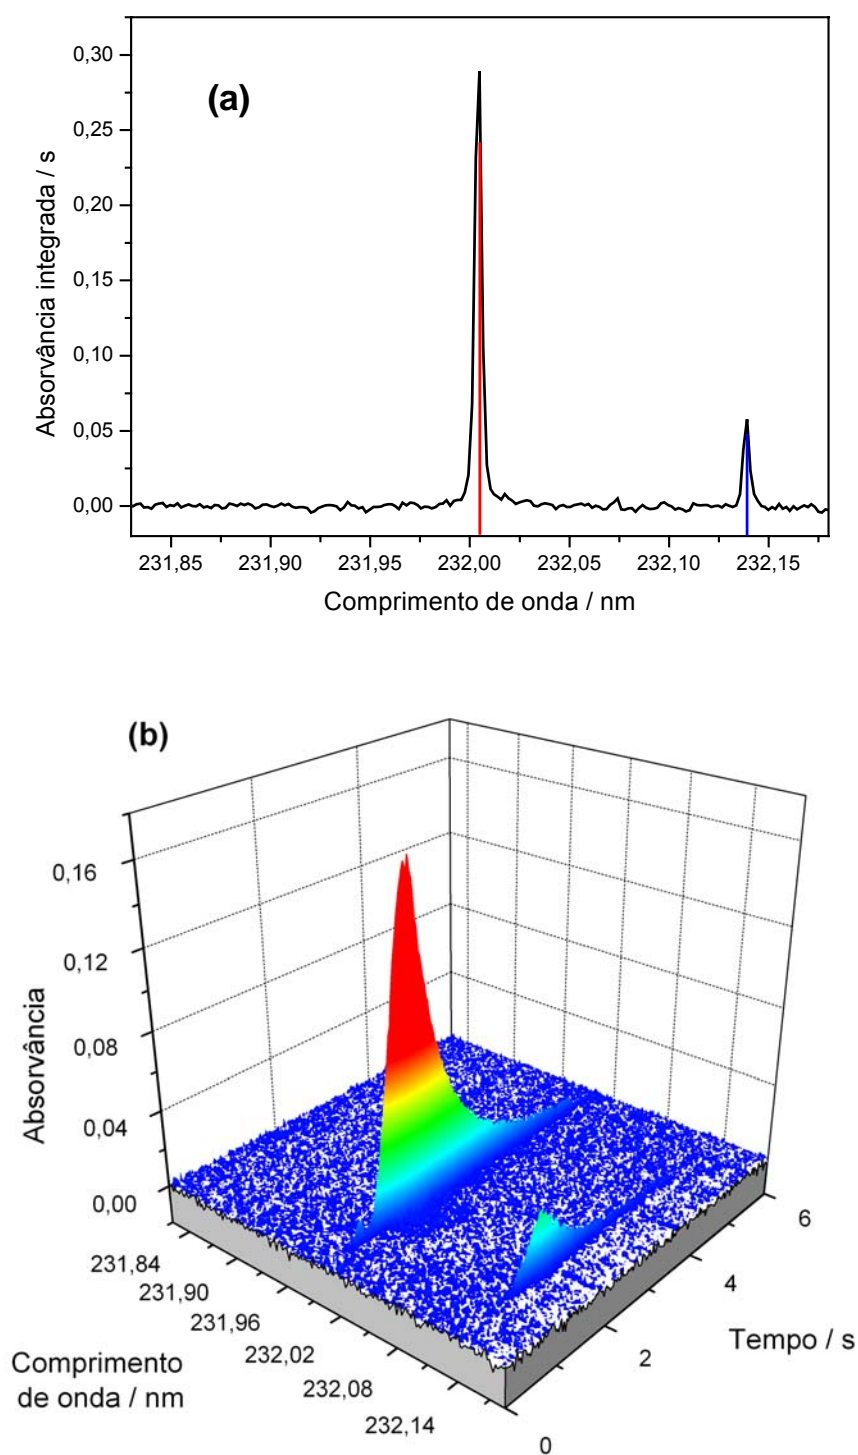 (a)
0,30
0,25
0,20
0,15
0,10
0,05
0,00
Absorvância integrada / s
231,85 231,90 231,95 232,00 232,05 232,10 232,15
Comprimento de onda / nm
(b)
0,16
0,12
0,08
0,04
0,00
Absorvância
231,84
231,90
231,96
232,02
232,08
232,14
Comprimento
de onda / nm
0
2
4
6
Tempo / s